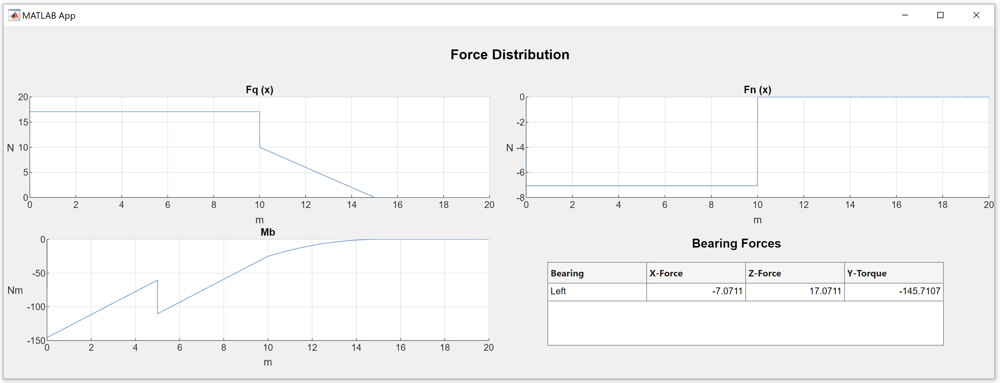 MATLAB App
Force Distribution
Fq (x)
20
15
10
5
0
N
0 2 4 6 8 10 12 14 16 18 20
m
Fn (x)
0
-2
-4
-6
-8
N
0 2 4 6 8 10 12 14 16 18 20
m
Mb
0
-50
-100
-150
Nm
0 2 4 6 8 10 12 14 16 18 20
m
Bearing Forces
Bearing X-Force Z-Force Y-Torque
Left -7.0711 17.0711 -145.7107